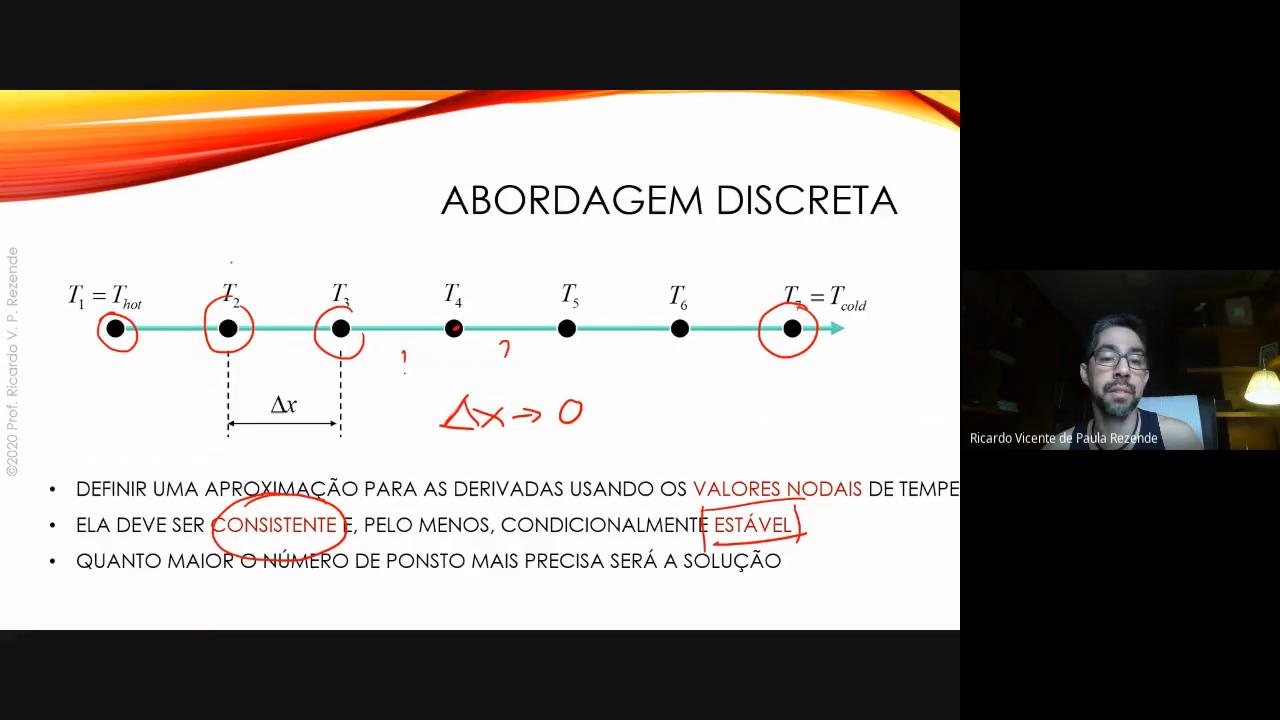 ABORDAGEM DISCRETA
T1 = Thot T2 T3 T4 T5 T6 T7 = Tcold
Δx
Δx → 0
• DEFINIR UMA APROXIMAÇÃO PARA AS DERIVADAS USANDO OS VALORES NODAIS DE TEMPE
• ELA DEVE SER CONSISTENTE E, PELO MENOS, CONDICIONALMENTE ESTÁVEL
• QUANTO MAIOR O NÚMERO DE PONSTO MAIS PRECISA SERÁ A SOLUÇÃO
©2020 Prof. Ricardo V. P. Rezende
Ricardo Vicente de Paula Rezende